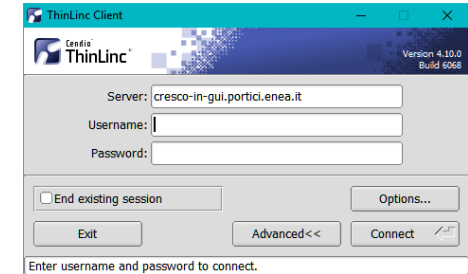 ThinLinc Client
Cendio
ThinLinc
Version 4.10.0
Build 6068
Server: cresco-in-gui.portici.enea.it
Username:
Password:
End existing session
Options...
Exit
Advanced<<
Connect
Enter username and password to connect.